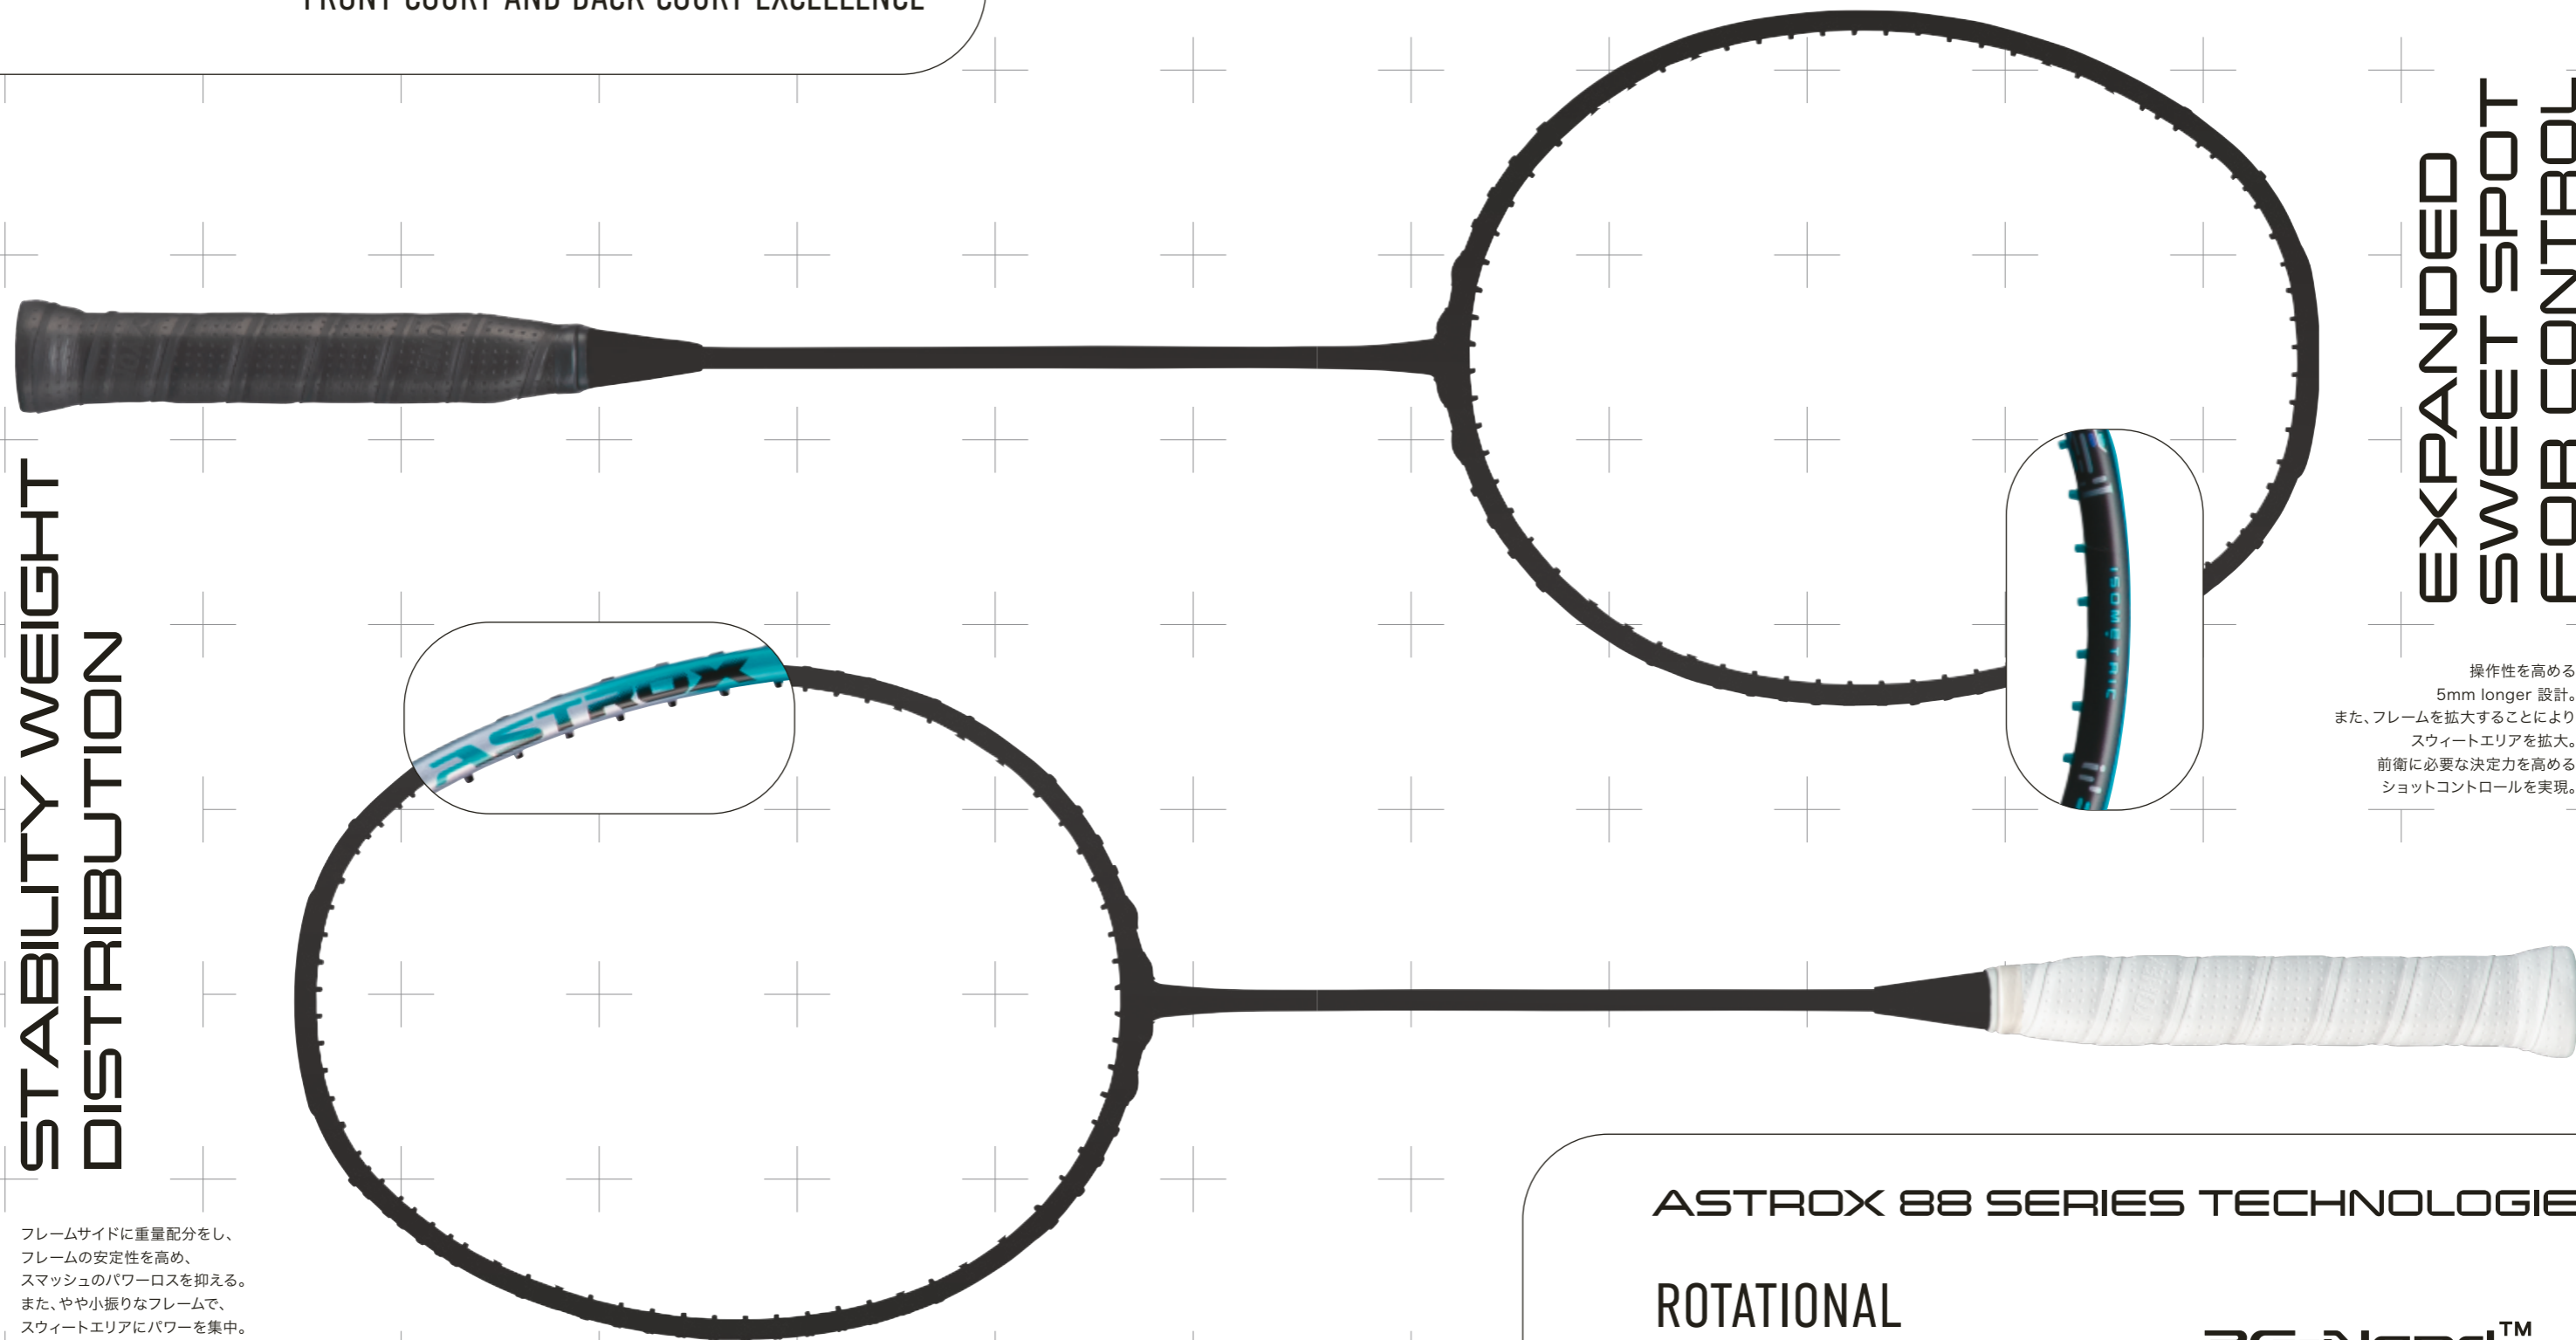 FRONT COURT AND BACK COURT EXCELLENCE
EXPANDED
SWEET SPOT
FOR CONTROL
操作性を高める
5mm longer 設計。
また、フレームを拡大することにより
スウィートエリアを拡大。
前衛に必要な決定力を高める
ショットコントロールを実現。
ISOMETRIC
STABILITY WEIGHT
DISTRIBUTION
ASTROX
フレームサイドに重量配分をし、
フレームの安定性を高め、
スマッシュのパワーロスを抑える。
また、やや小振りなフレームで、
スウィートエリアにパワーを集中。
ASTROX 88 SERIES TECHNOLOGIE
ROTATIONAL